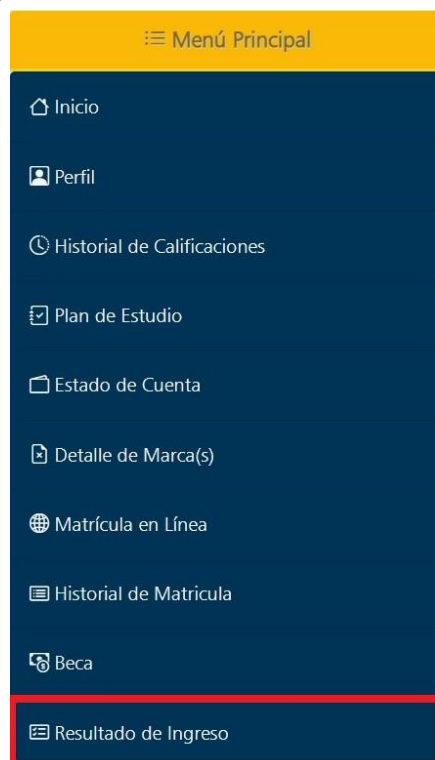 Menú Principal
Inicio
Perfil
Historial de Calificaciones
Plan de Estudio
Estado de Cuenta
Detalle de Marca(s)
Matrícula en Línea
Historial de Matricula
Beca
Resultado de Ingreso